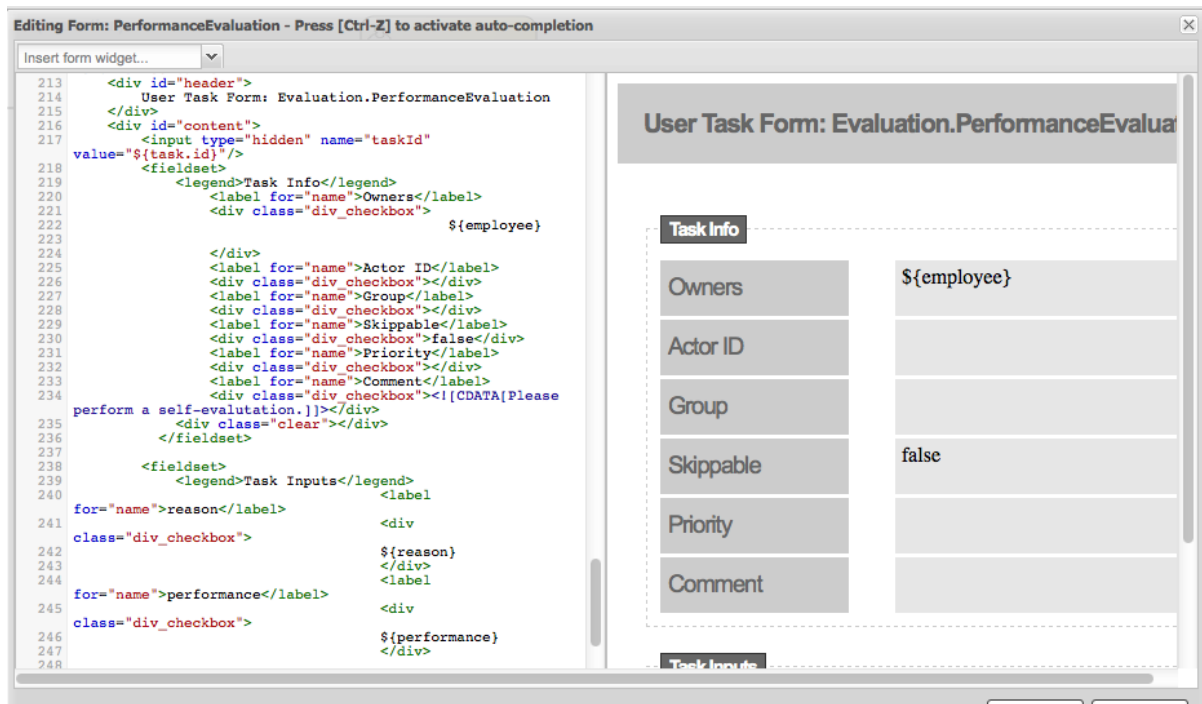 Editing Form: PerformanceEvaluation - Press [Ctrl-Z] to activate auto-completion
Insert form widget...
213 <div id="header">
214 User Task Form: Evaluation.PerformanceEvaluation
215 </div>
216 <div id="content">
217 <input type="hidden" name="taskId"
value="${task.id}"/>
218 <fieldset>
219 <legend>Task Info</legend>
220 <label for="name">Owners</label>
221 <div class="div_checkbox">
222 ${employee}
223
224 </div>
225 <label for="name">Actor ID</label>
226 <div class="div_checkbox"></div>
227 <label for="name">Group</label>
228 <div class="div_checkbox"></div>
229 <label for="name">Skippable</label>
230 <div class="div_checkbox">false</div>
231 <label for="name">Priority</label>
232 <div class="div_checkbox"></div>
233 <label for="name">Comment</label>
234 <div class="div_checkbox"><![CDATA[Please
perform a self-evalutation.]]></div>
235 <div class="clear"></div>
236 </fieldset>
237
238 <fieldset>
239 <legend>Task Inputs</legend>
240 <label
for="name">reason</label>
241 <div
class="div_checkbox">
242 ${reason}
243 </div>
244 <label
for="name">performance</label>
245 <div
class="div_checkbox">
246 ${performance}
247 </div>
248
User Task Form: Evaluation.PerformanceEvaluat
Task Info
Owners ${employee}
Actor ID
Group
Skippable false
Priority
Comment
Task Inputs